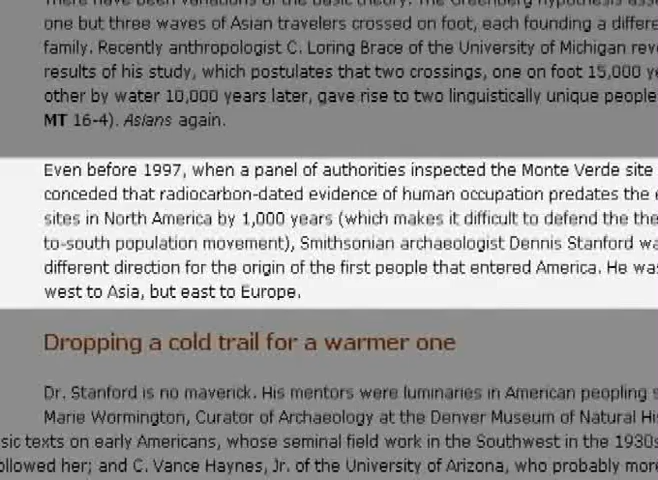 There have been variations of the basic theory. The Greenberg hypothesis
one but three waves of Asian travelers crossed on foot, each founding a differe
family. Recently anthropologist C. Loring Brace of the University of Michigan rev
results of his study, which postulates that two crossings, one on foot 15,000 y
other by water 10,000 years later, gave rise to two linguistically unique people
MT 16-4). Asians again.
Even before 1997, when a panel of authorities inspected the Monte Verde site
conceded that radiocarbon-dated evidence of human occupation predates the
sites in North America by 1,000 years (which makes it difficult to defend the the
to-south population movement), Smithsonian archaeologist Dennis Stanford wa
different direction for the origin of the first people that entered America. He was
west to Asia, but east to Europe.
Dropping a cold trail for a warmer one
Dr. Stanford is no maverick. His mentors were luminaries in American peopling s
Marie Wormington, Curator of Archaeology at the Denver Museum of Natural His
sic texts on early Americans, whose seminal field work in the Southwest in the 1930s
ollowed her; and C. Vance Haynes, Jr. of the University of Arizona, who probably more